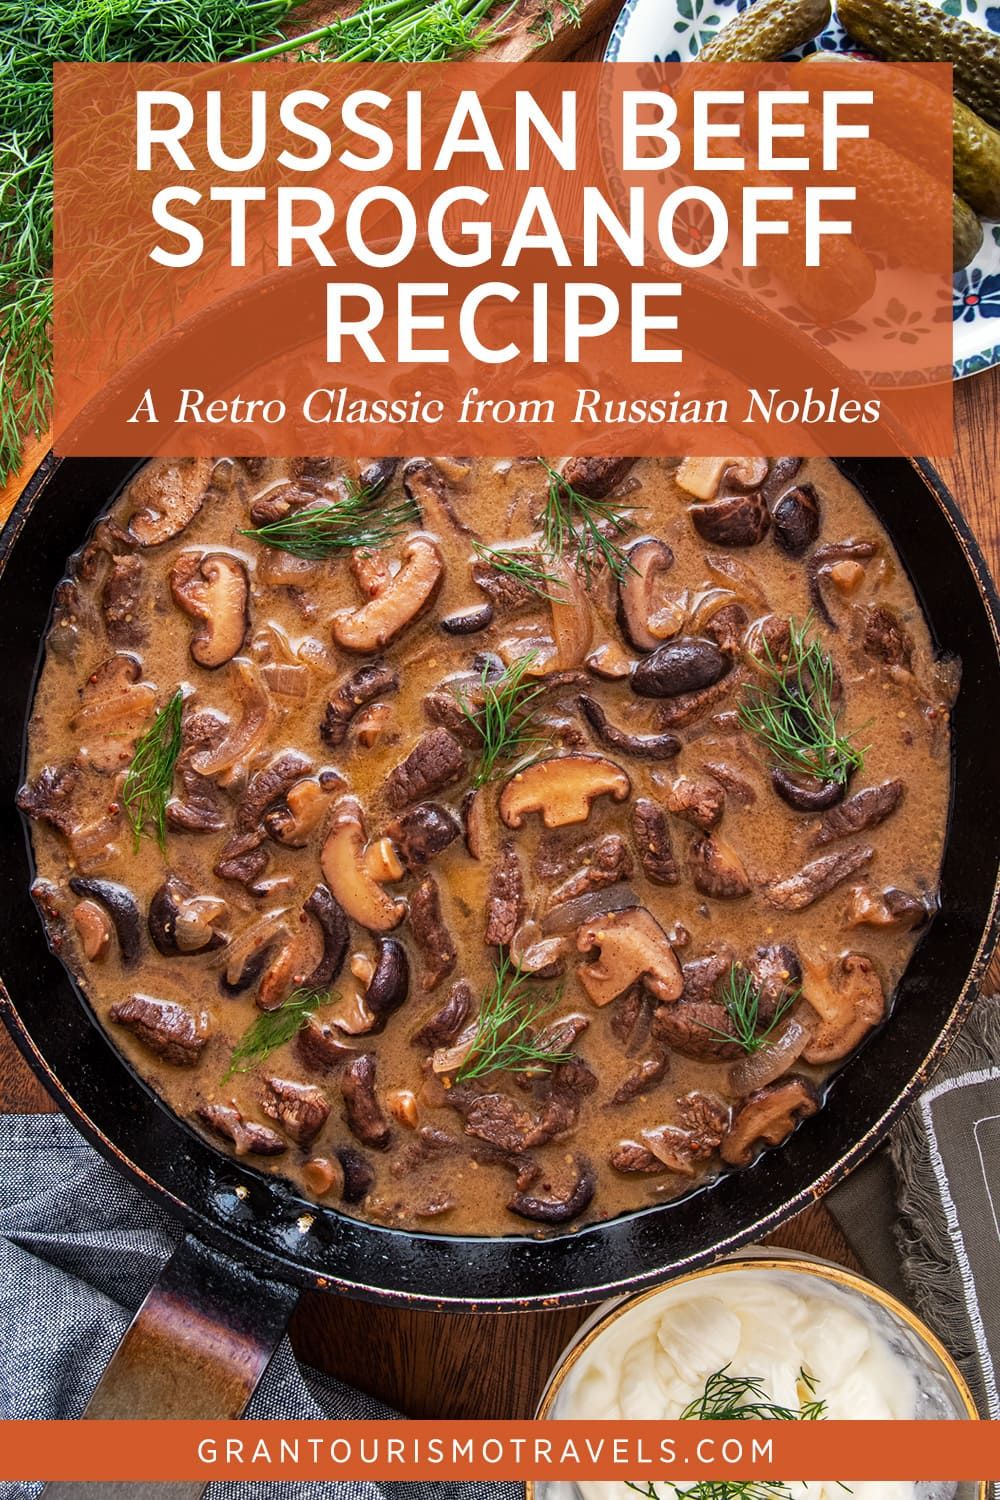 RUSSIAN BEEF
STROGANOFF
RECIPE
A Retro Classic from Russian Nobles
GRANTOURISMOTRAVELS.COM